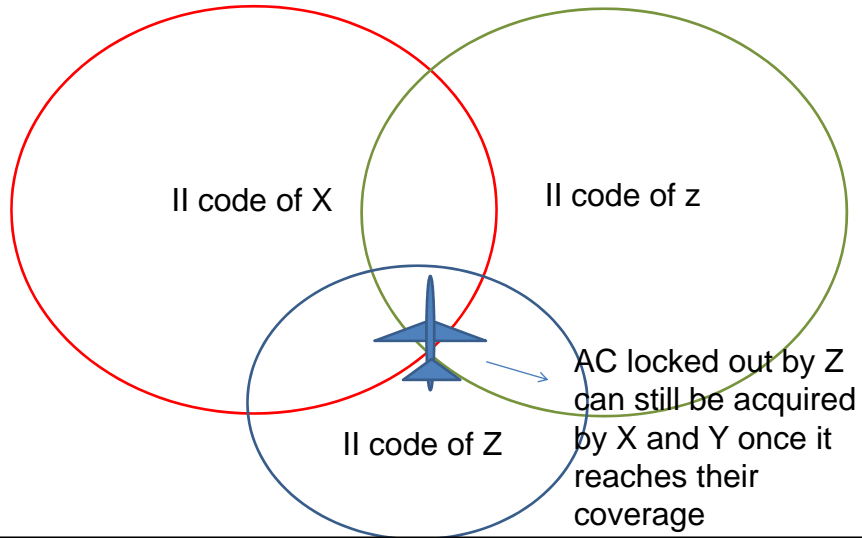 II code of X
II code of z
II code of Z
AC locked out by Z
can still be acquired
by X and Y once it
reaches their
coverage